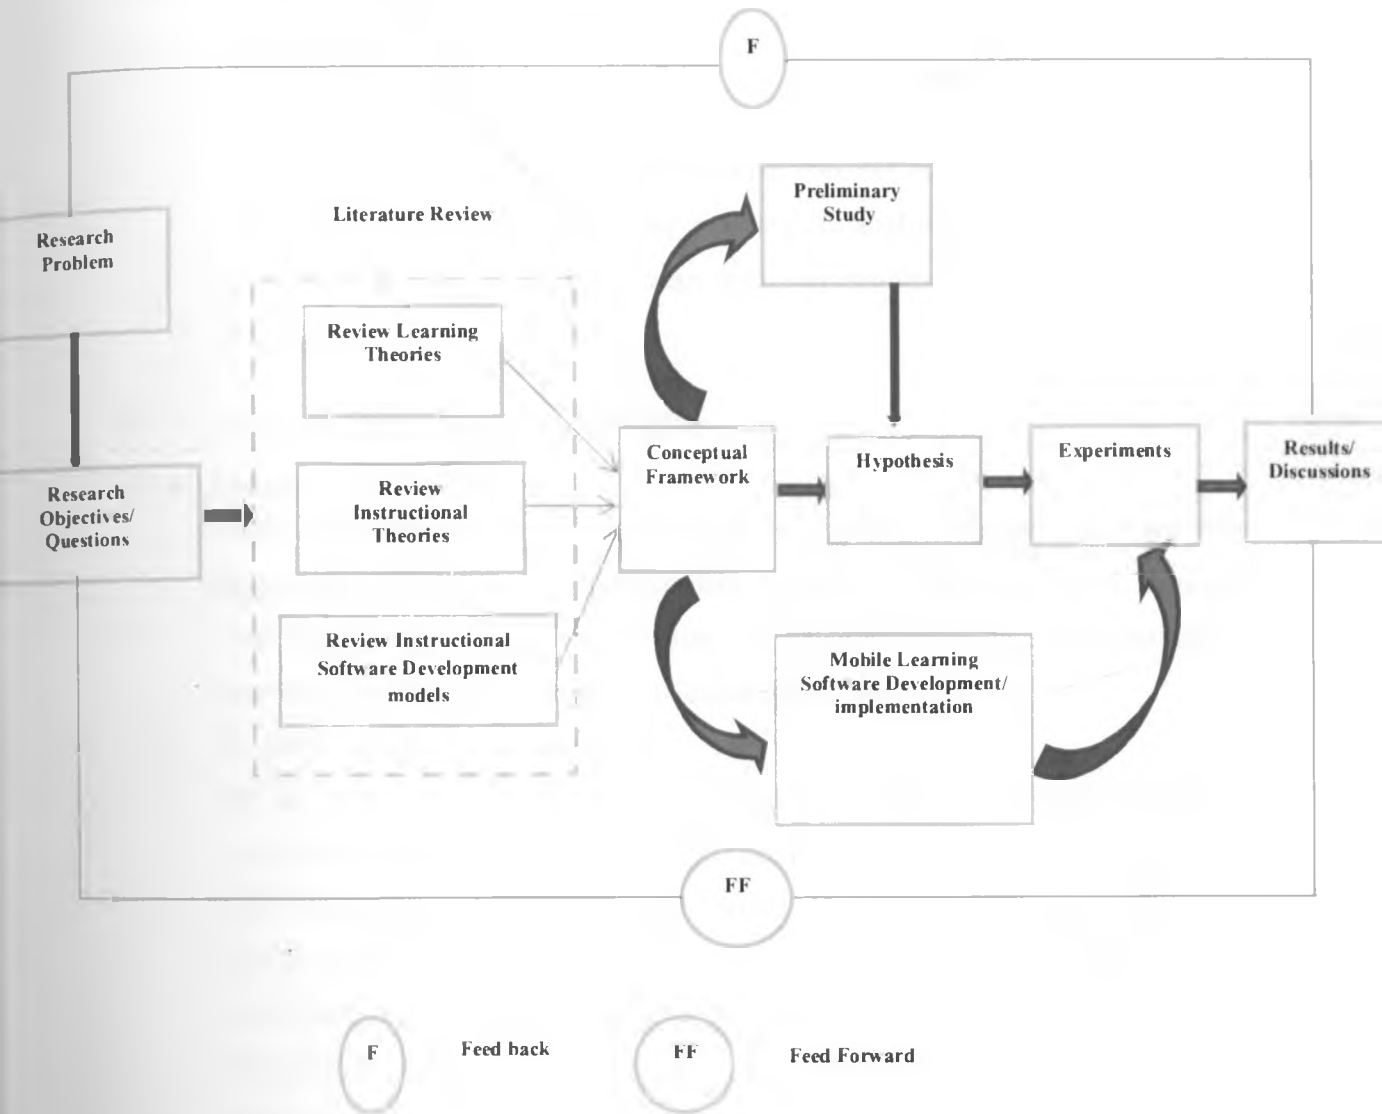 F
Preliminary
Study
Literature Review
Research
Problem
Review Learning
Theories
Conceptual
Framework
Hypothesis
Experiments
Results/
Discussions
Review
Instructional
Theories
Research
Objectives/
Questions
Review Instructional
Software Development
models
Mobile Learning
Software Development/
implementation
FF
F
Feed back
FF
Feed Forward